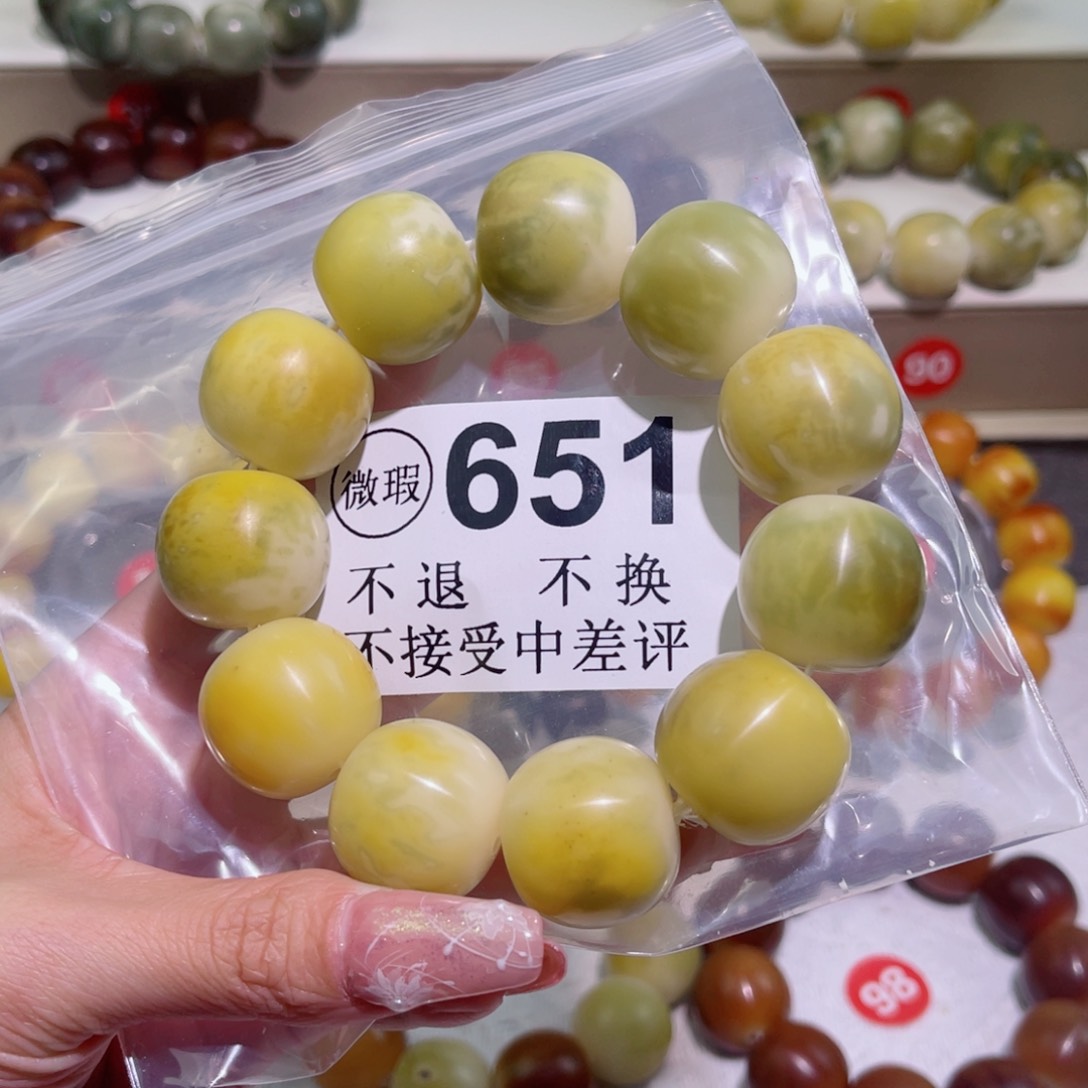 90
微瑕 651
不退 不换
不接受中差评
98